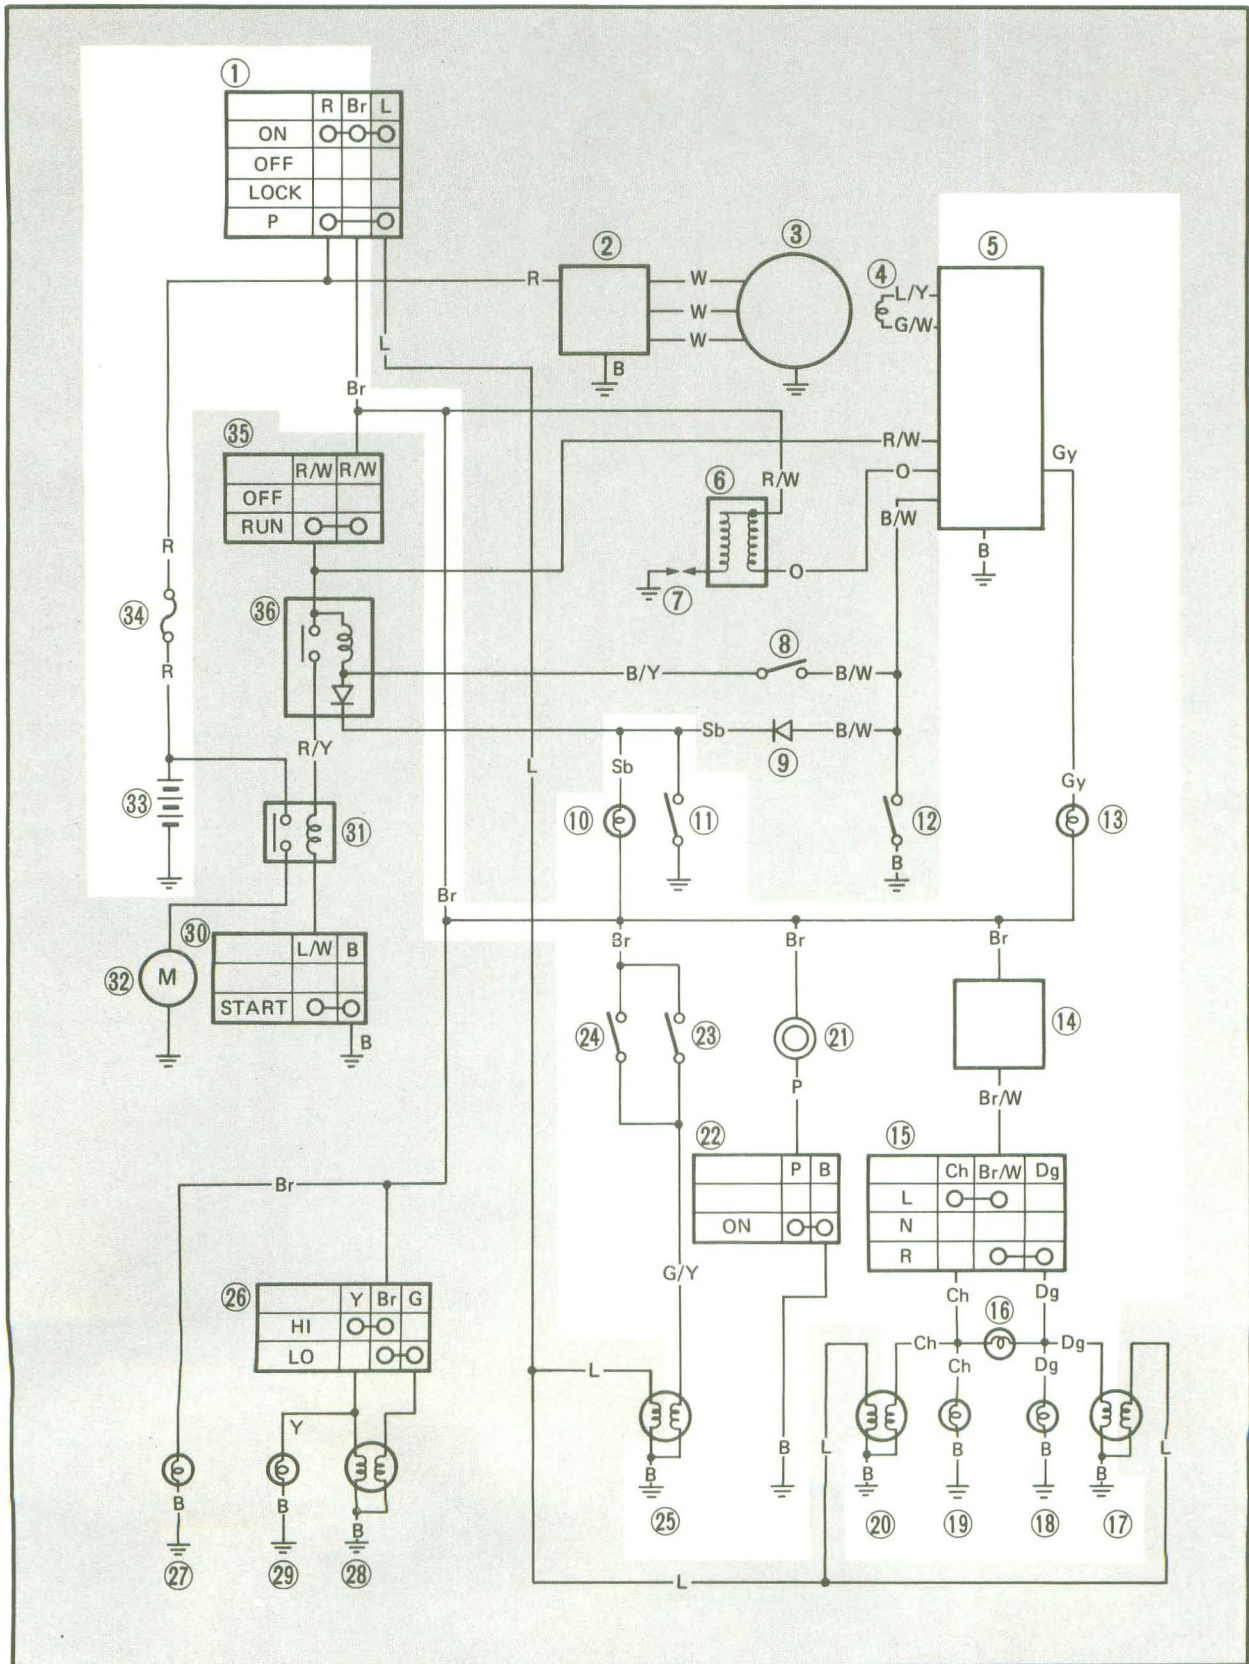 ①
R Br L
ON
OFF
LOCK
P
② ③ ④ ⑤
R W L/Y
W G/W
W
L B
Br
㉟
R/W R/W
OFF
RUN
R/W
⑥ R/W O Gy
B/W
R
B
O
⑦
㉞ ㊱ ⑧
R B/Y B/W
Sb B/W
R/Y ⑨
L Sb Gy
㉝ ㉛ ⑩ ⑪ ⑫ ⑬
B
Br
㉚ Br Br Br
L/W B
㉜ M
START
B
㉔ ㉓ ㉑ ⑭
P Br/W
㉒ ⑮
P B
ON
Ch Br/W Dg
L
N
R
Br
G/Y
㉖
Y Br G
HI
LO
Ch Dg
⑯
Ch Dg
Ch Dg
L
Y
B L L
B B B B B
B B B
㉕ ⑳ ⑲ ⑱ ⑰
㉗ ㉙ ㉘
L